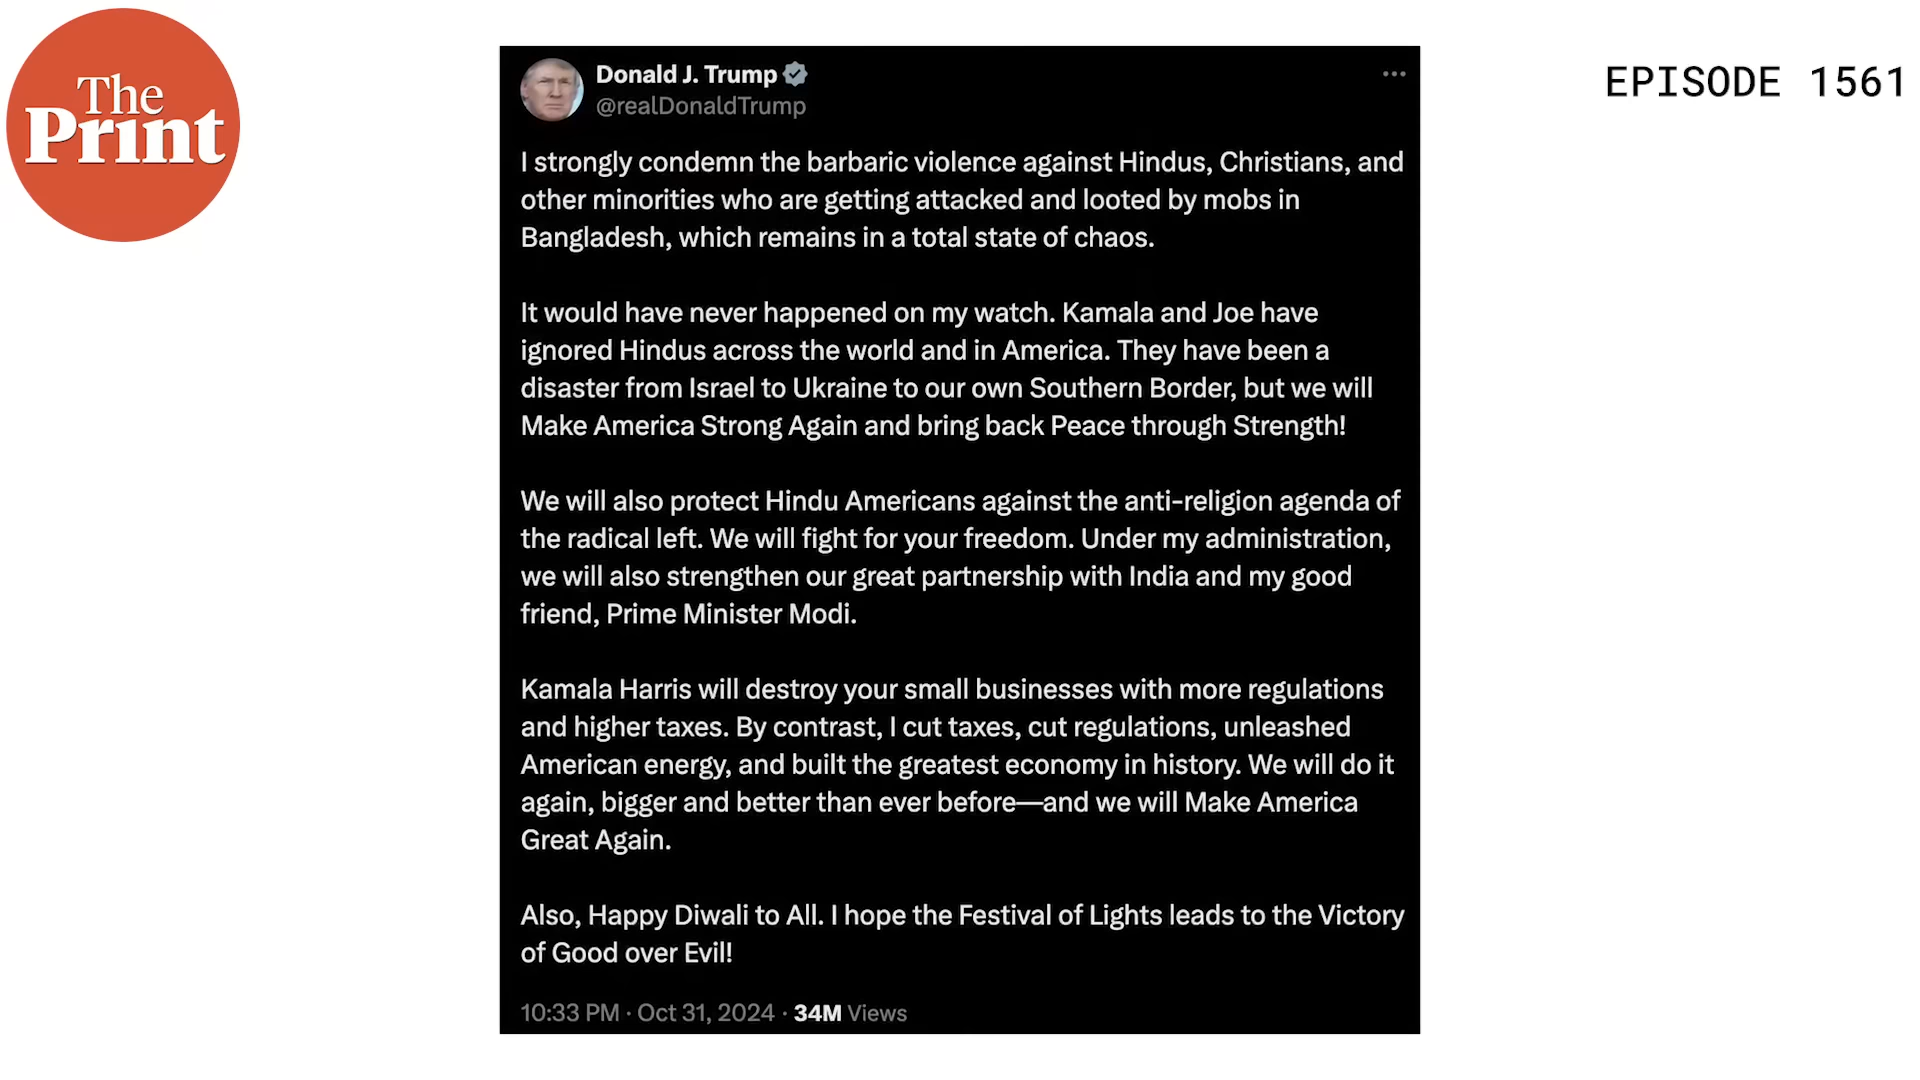 The
Print
EPISODE 1561
Donald J. Trump
@realDonaldTrump
I strongly condemn the barbaric violence against Hindus, Christians, and
other minorities who are getting attacked and looted by mobs in
Bangladesh, which remains in a total state of chaos.
It would have never happened on my watch. Kamala and Joe have
ignored Hindus across the world and in America. They have been a
disaster from Israel to Ukraine to our own Southern Border, but we will
Make America Strong Again and bring back Peace through Strength!
We will also protect Hindu Americans against the anti-religion agenda of
the radical left. We will fight for your freedom. Under my administration,
we will also strengthen our great partnership with India and my good
friend, Prime Minister Modi.
Kamala Harris will destroy your small businesses with more regulations
and higher taxes. By contrast, I cut taxes, cut regulations, unleashed
American energy, and built the greatest economy in history. We will do it
again, bigger and better than ever before—and we will Make America
Great Again.
Also, Happy Diwali to All. I hope the Festival of Lights leads to the Victory
of Good over Evil!
10:33 PM · Oct 31, 2024 · 34M Views